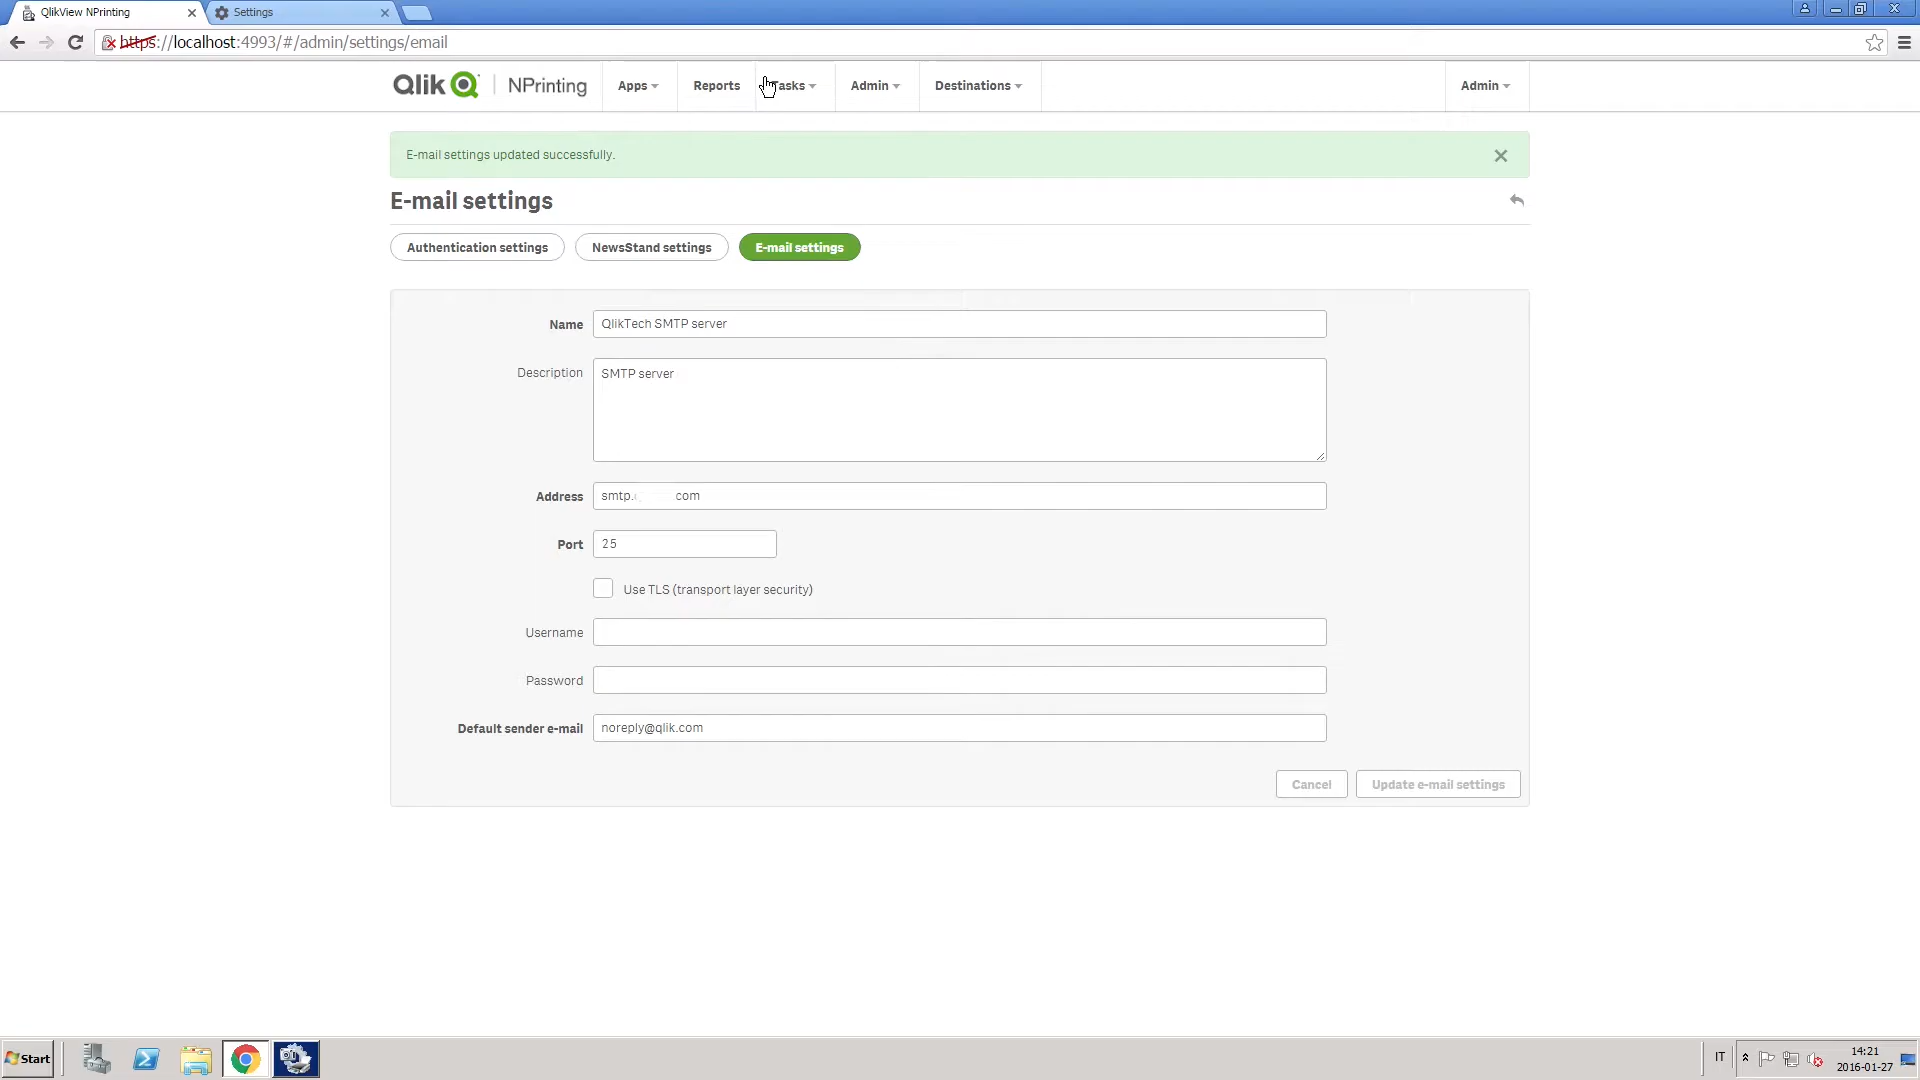 QlikView NPrinting
Settings
https://localhost:4993/#/admin/settings/email
Qlik NPrinting
Apps
Reports
Admin
Destinations
Admin
E-mail settings updated successfully.
E-mail settings
Authentication settings
NewsStand settings
E-mail settings
Name
QlikTech SMTP server
Description
SMTP server
Address
smtp. com
Port
25
Use TLS (transport layer security)
Username
Password
Default sender e-mail
noreply@qlik.com
Cancel
Update e-mail settings
Start
IT
14:21
2016-01-27